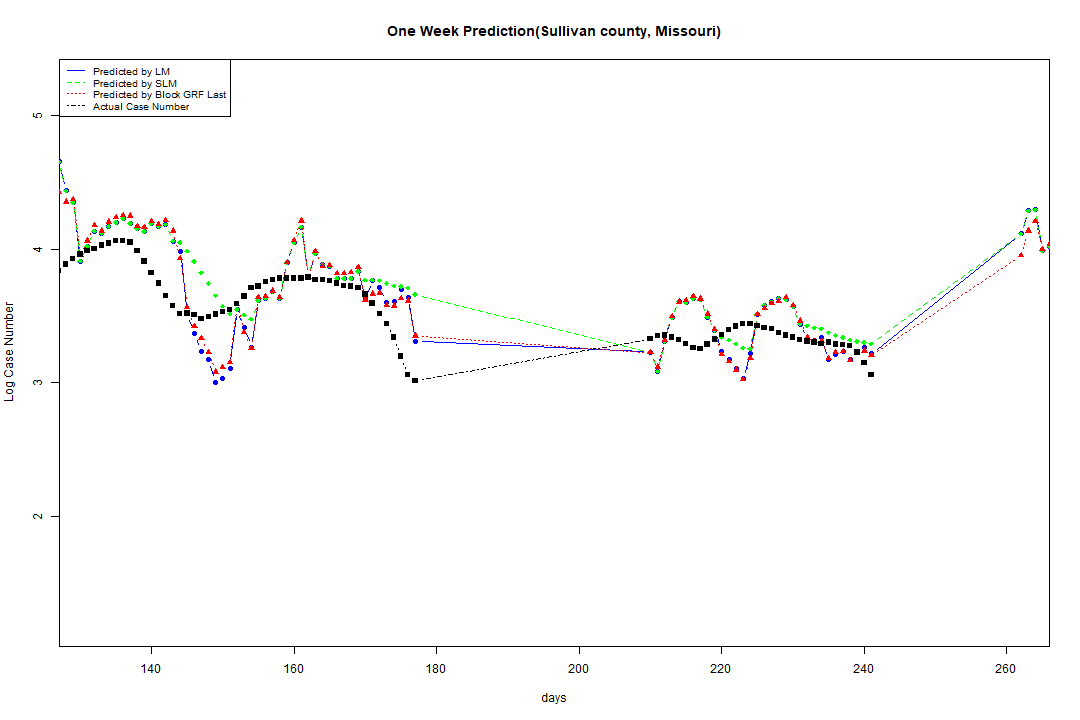 One Week Prediction(Sullivan county, Missouri)
Predicted by LM
Predicted by SLM
Predicted by Block GRF Last
Actual Case Number
5
4
3
2
Log Case Number
140 160 180 200 220 240 260
days